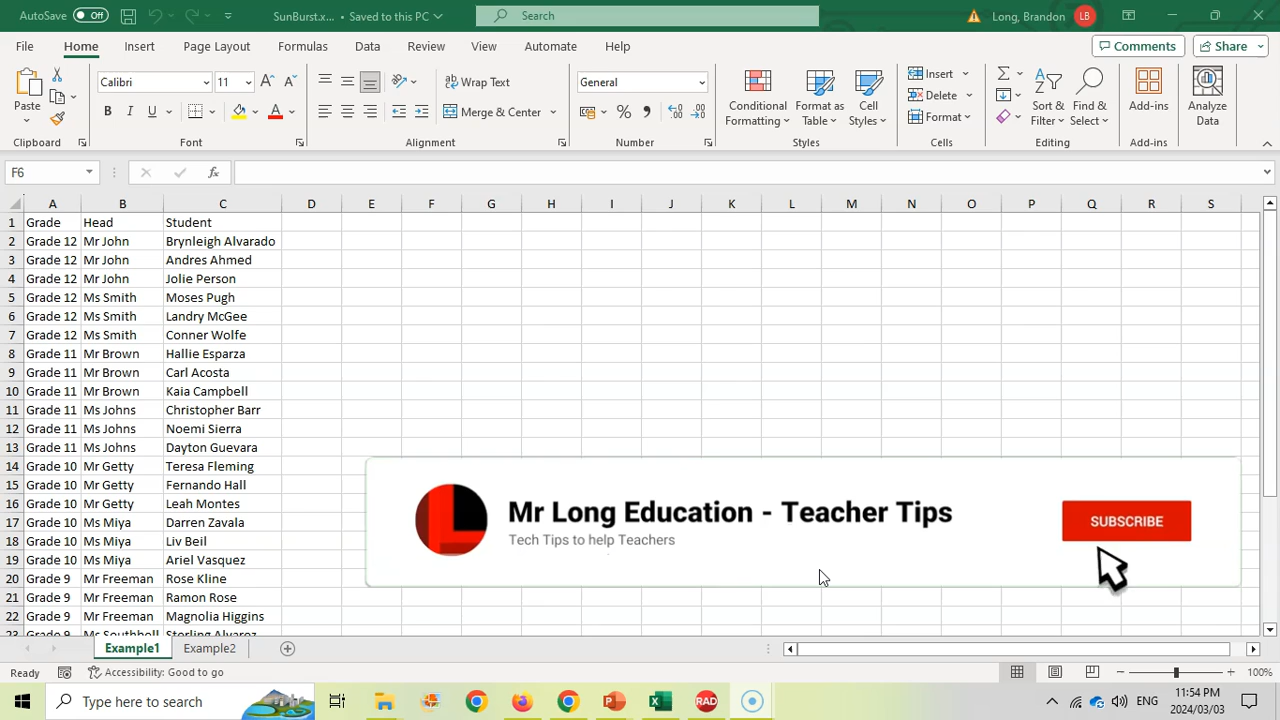 AutoSave Off SunBurst.x... • Saved to this PC Search Long, Brandon LB
File Home Insert Page Layout Formulas Data Review View Automate Help Comments Share
Paste Calibri 11 A A Wrap Text General Conditional Formatting Format as Table Cell Styles Insert Sort & Filter Find & Select Add-ins Analyze Data
B I U A Merge & Center % , Delete
Format
Clipboard Font Alignment Number Styles Cells Editing Add-ins
F6 fx
A B C D E F G H I J K L M N O P Q R S
1 Grade Head Student
2 Grade 12 Mr John Brynleigh Alvarado
3 Grade 12 Mr John Andres Ahmed
4 Grade 12 Mr John Jolie Person
5 Grade 12 Ms Smith Moses Pugh
6 Grade 12 Ms Smith Landry McGee
7 Grade 12 Ms Smith Conner Wolfe
8 Grade 11 Mr Brown Hallie Esparza
9 Grade 11 Mr Brown Carl Acosta
10 Grade 11 Mr Brown Kaia Campbell
11 Grade 11 Ms Johns Christopher Barr
12 Grade 11 Ms Johns Noemi Sierra
13 Grade 11 Ms Johns Dayton Guevara
14 Grade 10 Mr Getty Teresa Fleming
15 Grade 10 Mr Getty Fernando Hall
16 Grade 10 Mr Getty Leah Montes
17 Grade 10 Ms Miya Darren Zavala
18 Grade 10 Ms Miya Liv Beil
19 Grade 10 Ms Miya Ariel Vasquez
20 Grade 9 Mr Freeman Rose Kline
21 Grade 9 Mr Freeman Ramon Rose
22 Grade 9 Mr Freeman Magnolia Higgins
Mr Long Education - Teacher Tips
Tech Tips to help Teachers
SUBSCRIBE
Example1 Example2
Ready Accessibility: Good to go 100%
Type here to search RAD ENG 11:54 PM
2024/03/03